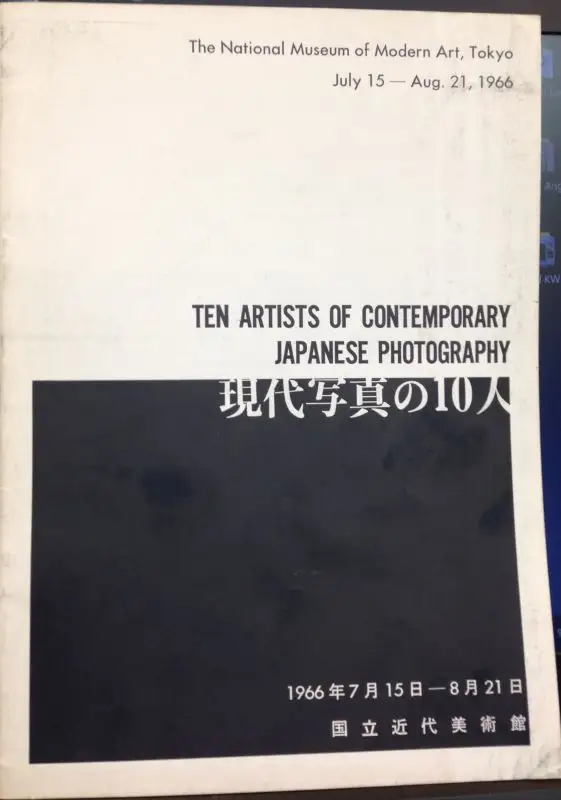 The National Museum of Modern Art, Tokyo
July 15 — Aug. 21, 1966
TEN ARTISTS OF CONTEMPORARY
JAPANESE PHOTOGRAPHY
現代写真の10人
1966年7月15日—8月21日
国立近代美術館